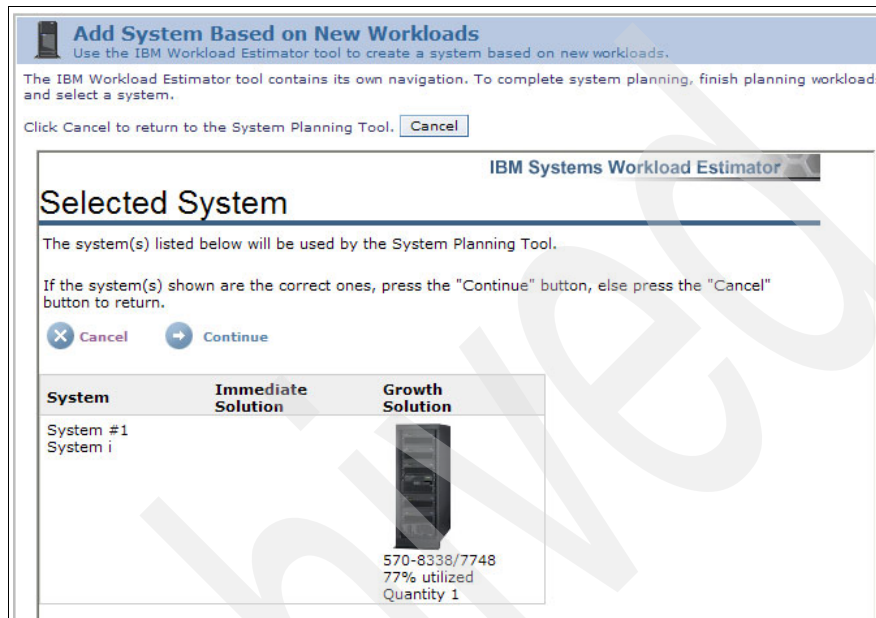 Add System Based on New Workloads
Use the IBM Workload Estimator tool to create a system based on new workloads.
The IBM Workload Estimator tool contains its own navigation. To complete system planning, finish planning workload
and select a system.
Click Cancel to return to the System Planning Tool. Cancel
IBM Systems Workload Estimator
Selected System
The system(s) listed below will be used by the System Planning Tool.
If the system(s) shown are the correct ones, press the "Continue" button, else press the "Cancel"
button to return.
Cancel Continue
System Immediate Solution Growth Solution
System #1
System i
570-8338/7748
77% utilized
Quantity 1